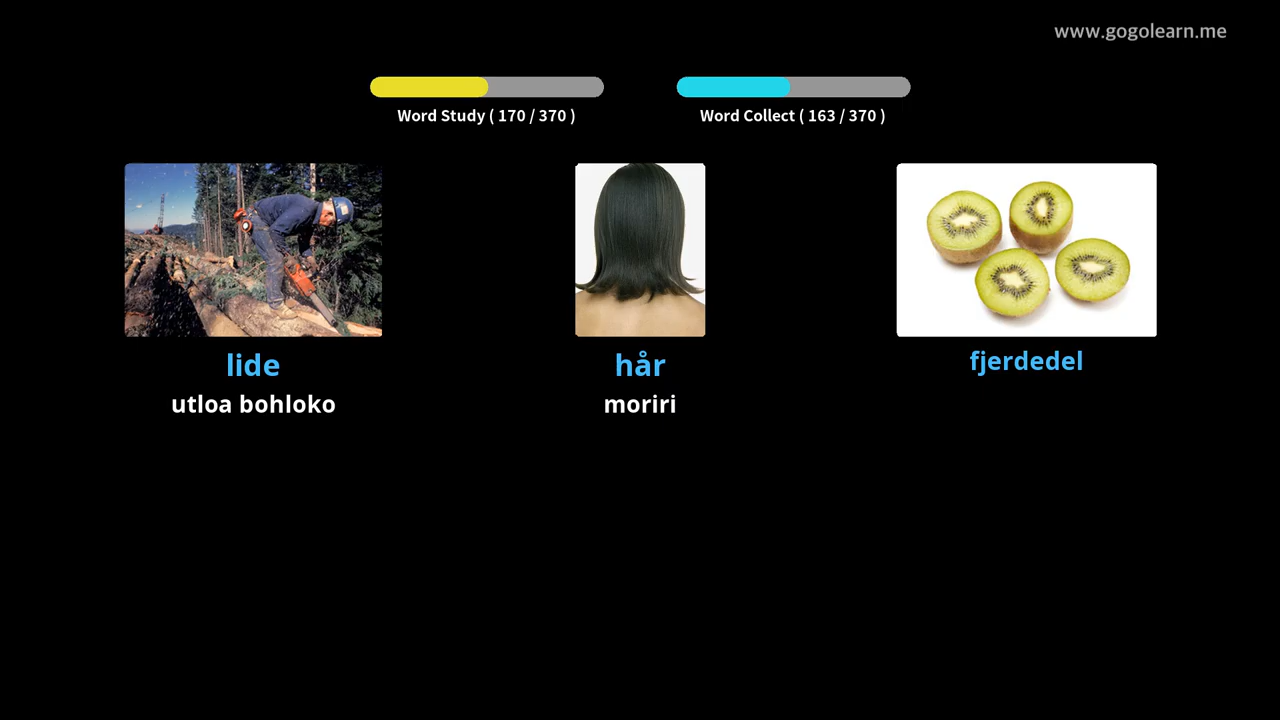 www.gogolearn.me
Word Study ( 170 / 370 )
Word Collect ( 163 / 370 )
lide
utloa bohloko
hår
moriri
fjerdedel